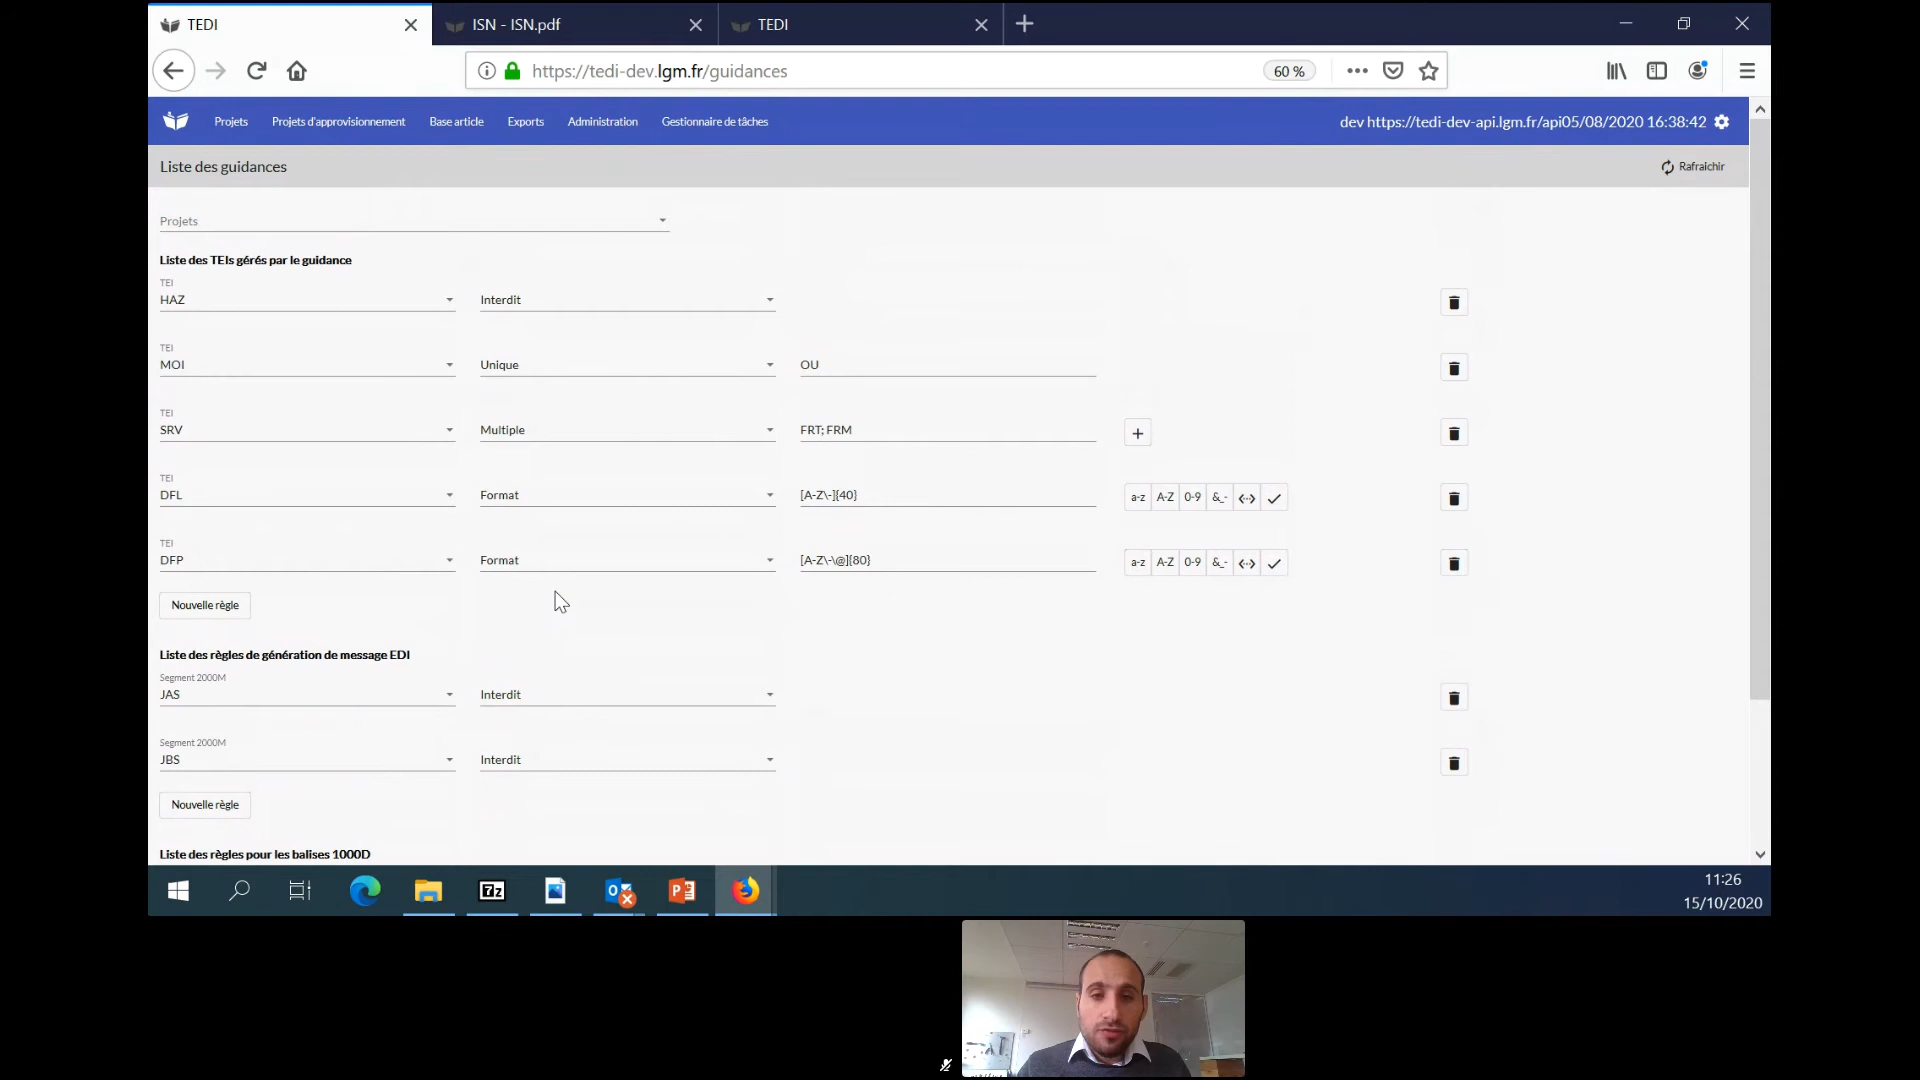 TEDI
ISN - ISN.pdf
TEDI
https://tedi-dev.lgm.fr/guidances
60 %
Projets
Projets d'approvisionnement
Base article
Exports
Administration
Gestionnaire de tâches
dev https://tedi-dev-api.lgm.fr/api05/08/2020 16:38:42
Liste des guidances
Rafraichir
Projets
Liste des TEIs gérés par le guidance
TEI
HAZ
Interdit
TEI
MOI
Unique
OU
TEI
SRV
Multiple
FRT; FRM
+
TEI
DFL
Format
[A-Z\-]{40}
a-z A-Z 0-9 &_-
TEI
DFP
Format
[A-Z\-\@]{80}
a-z A-Z 0-9 &_-
Nouvelle règle
Liste des règles de génération de message EDI
Segment 2000M
JAS
Interdit
Segment 2000M
JBS
Interdit
Nouvelle règle
Liste des règles pour les balises 1000D
11:26
15/10/2020